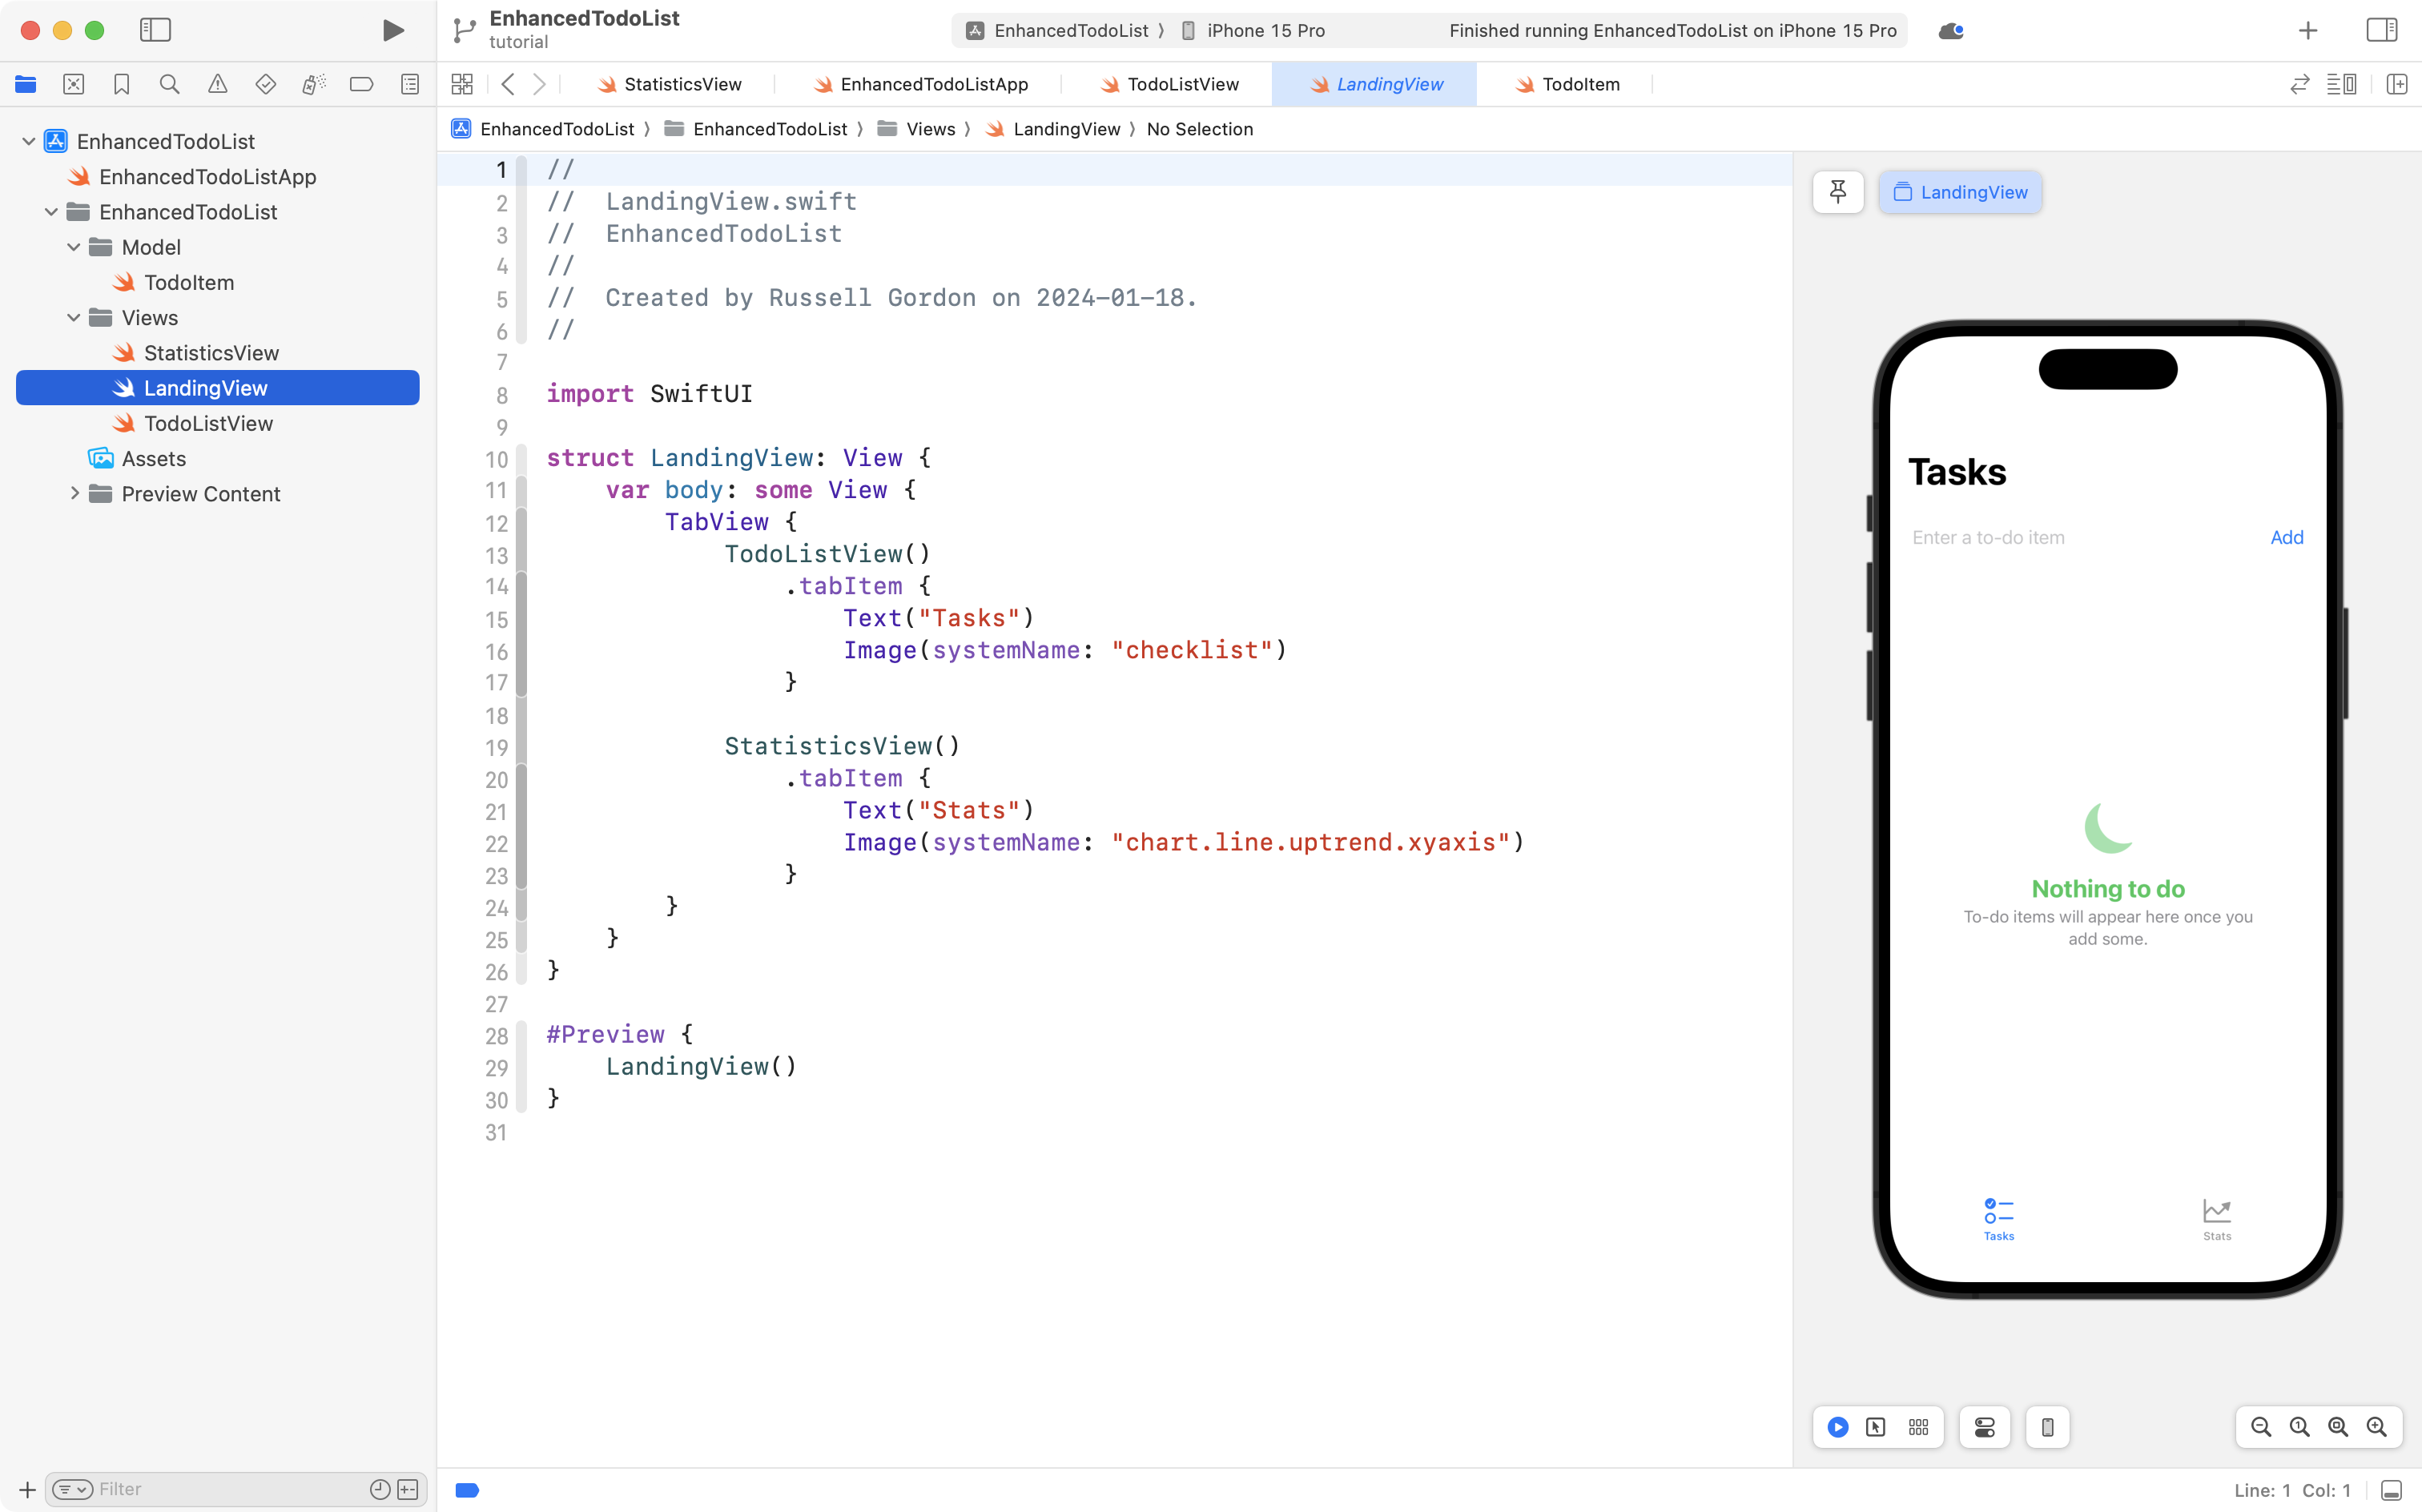 EnhancedTodoList
tutorial
EnhancedTodoList 〉 iPhone 15 Pro
Finished running EnhancedTodoList on iPhone 15 Pro
StatisticsView
EnhancedTodoListApp
TodoListView
LandingView
TodoItem
EnhancedTodoList 〉 EnhancedTodoList 〉 Views 〉 LandingView 〉 No Selection
EnhancedTodoList
EnhancedTodoListApp
EnhancedTodoList
Model
TodoItem
Views
StatisticsView
LandingView
TodoListView
Assets
Preview Content
Filter
1 //
2 //  LandingView.swift
3 //  EnhancedTodoList
4 //
5 //  Created by Russell Gordon on 2024-01-18.
6 //
7
8 import SwiftUI
9
10 struct LandingView: View {
11     var body: some View {
12         TabView {
13             TodoListView()
14                 .tabItem {
15                     Text("Tasks")
16                     Image(systemName: "checklist")
17                 }
18
19             StatisticsView()
20                 .tabItem {
21                     Text("Stats")
22                     Image(systemName: "chart.line.uptrend.xyaxis")
23                 }
24         }
25     }
26 }
27
28 #Preview {
29     LandingView()
30 }
31
LandingView
Tasks
Enter a to-do item
Add
Nothing to do
To-do items will appear here once you
add some.
Tasks
Stats
Line: 1  Col: 1